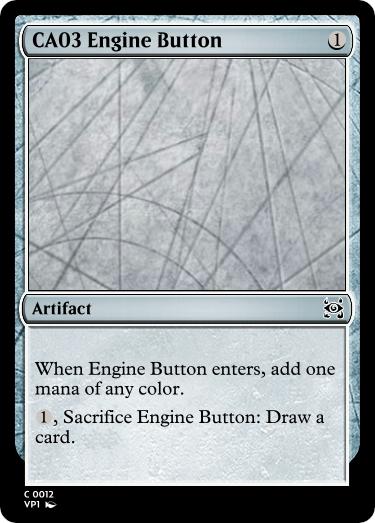 CA03 Engine Button 1
Artifact
When Engine Button enters, add one
mana of any color.
1, Sacrifice Engine Button: Draw a
card.
C 0012
VP1